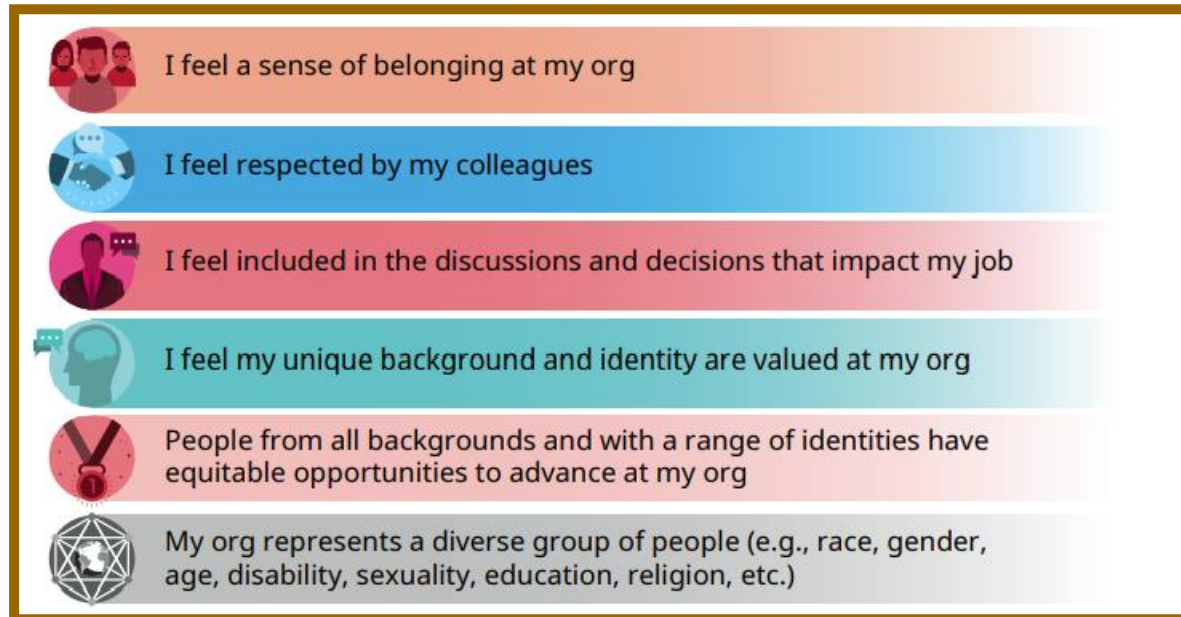 I feel a sense of belonging at my org
I feel respected by my colleagues
I feel included in the discussions and decisions that impact my job
I feel my unique background and identity are valued at my org
People from all backgrounds and with a range of identities have
equitable opportunities to advance at my org
1
My org represents a diverse group of people (e.g., race, gender,
age, disability, sexuality, education, religion, etc.)